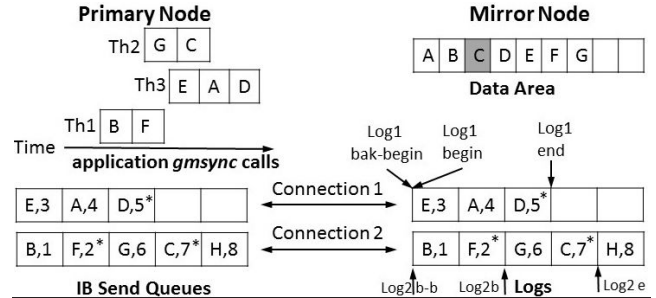 Primary Node
Mirror Node
Th2 G C
A B C D E F G
Th3 E A D
Data Area
Th1 B F
Time
application gmsync calls
Log1 bak-begin
Log1 begin
Log1 end
E,3 A,4 D,5*
Connection 1
E,3 A,4 D,5*
B,1 F,2* G,6 C,7* H,8
Connection 2
B,1 F,2* G,6 C,7* H,8
IB Send Queues
Log2 b-b
Log2b
Logs
Log2 e